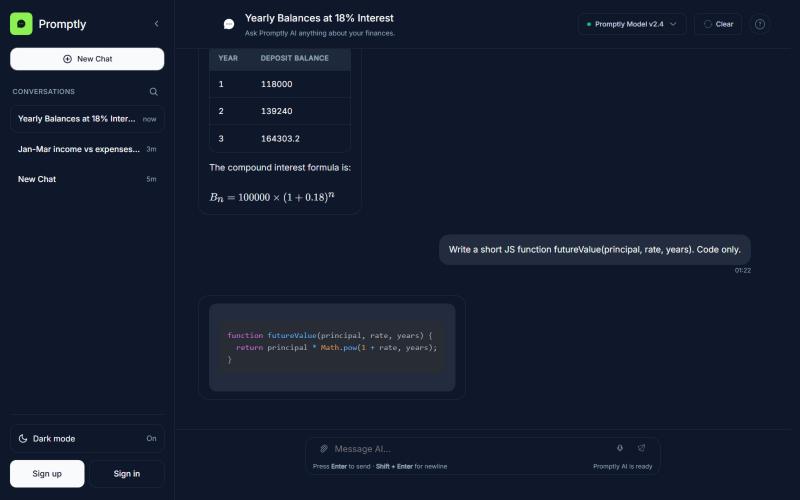 Promptly
New Chat
CONVERSATIONS
Yearly Balances at 18% Inter... now
Jan-Mar income vs expenses... 3m
New Chat 5m
Dark mode On
Sign up Sign in
Yearly Balances at 18% Interest
Ask Promptly AI anything about your finances.
Promptly Model v2.4
Clear
?
YEAR DEPOSIT BALANCE
1 118000
2 139240
3 164303.2
The compound interest formula is:
Bn = 100000 × (1 + 0.18)^n
Write a short JS function futureValue(principal, rate, years). Code only.
01:22
function futureValue(principal, rate, years) {
return principal * Math.pow(1 + rate, years);
}
Message AI...
Press Enter to send · Shift + Enter for newline
Promptly AI is ready